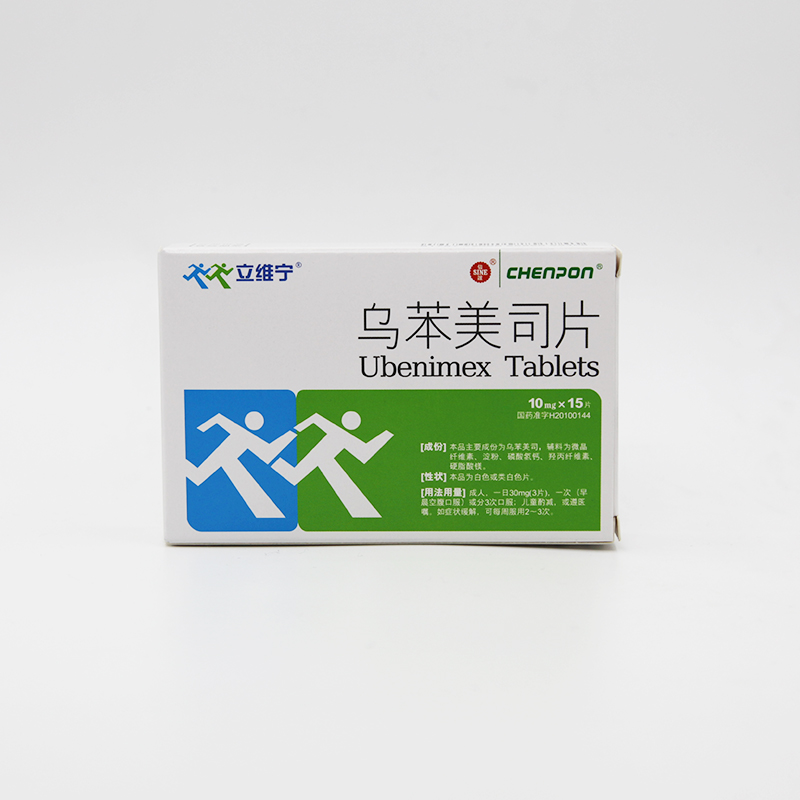 立维宁®
SINE® CHENPON®
乌苯美司片
Ubenimex Tablets
10mg×15片
国药准字H20100144
[成份] 本品主要成份为乌苯美司，辅料为微晶
纤维素、淀粉、磷酸氢钙、羟丙纤维素、
硬脂酸镁。
[性状] 本品为白色或类白色片。
[用法用量] 成人，一日30mg(3片)，一次（早
晨空腹口服）或分3次口服；儿童酌减，或遵医
嘱。如症状缓解，可每周服用2～3次。